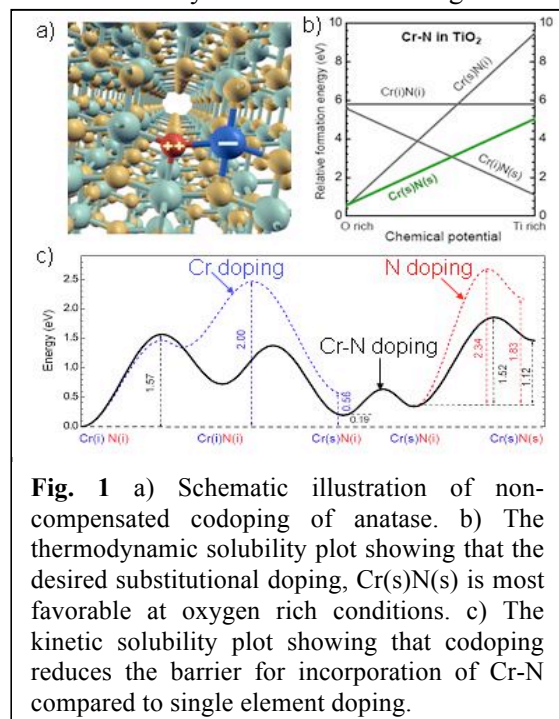 a)
++
−
b)
Cr-N in TiO2
Relative formation energy (eV)
10
8
6
4
2
0
Cr(s)N(i)
Cr(i)N(i)
Cr(i)N(i)
Cr(s)N(s)
10
8
6
4
2
0
O rich
Ti rich
Chemical potential
c)
Energy (eV)
2.5
2.0
1.5
1.0
0.5
0.0
Cr doping
N doping
Cr-N doping
1.57
2.00
0.56
0.19
2.34
1.83
1.52
1.12
Cr(i) N(i)
Cr(i)N(i)
Cr(s)N(i)
Cr(s)N(i)
Cr(s)N(s)
Fig. 1 a) Schematic illustration of non-
compensated codoping of anatase. b) The
thermodynamic solubility plot showing that the
desired substitutional doping, Cr(s)N(s) is most
favorable at oxygen rich conditions. c) The
kinetic solubility plot showing that codoping
reduces the barrier for incorporation of Cr-N
compared to single element doping.